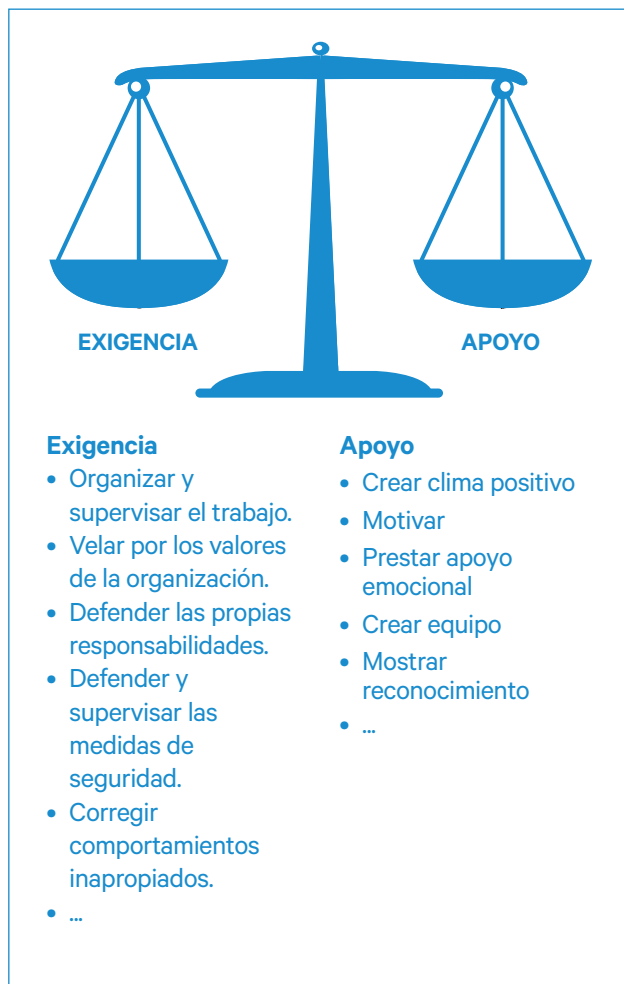 EXIGENCIA
APOYO
Exigencia
• Organizar y
supervisar el trabajo.
• Velar por los valores
de la organización.
• Defender las propias
responsabilidades.
• Defender y
supervisar las
medidas de
seguridad.
• Corregir
comportamientos
inapropiados.
• ...
Apoyo
• Crear clima positivo
• Motivar
• Prestar apoyo
emocional
• Crear equipo
• Mostrar
reconocimiento
• ...